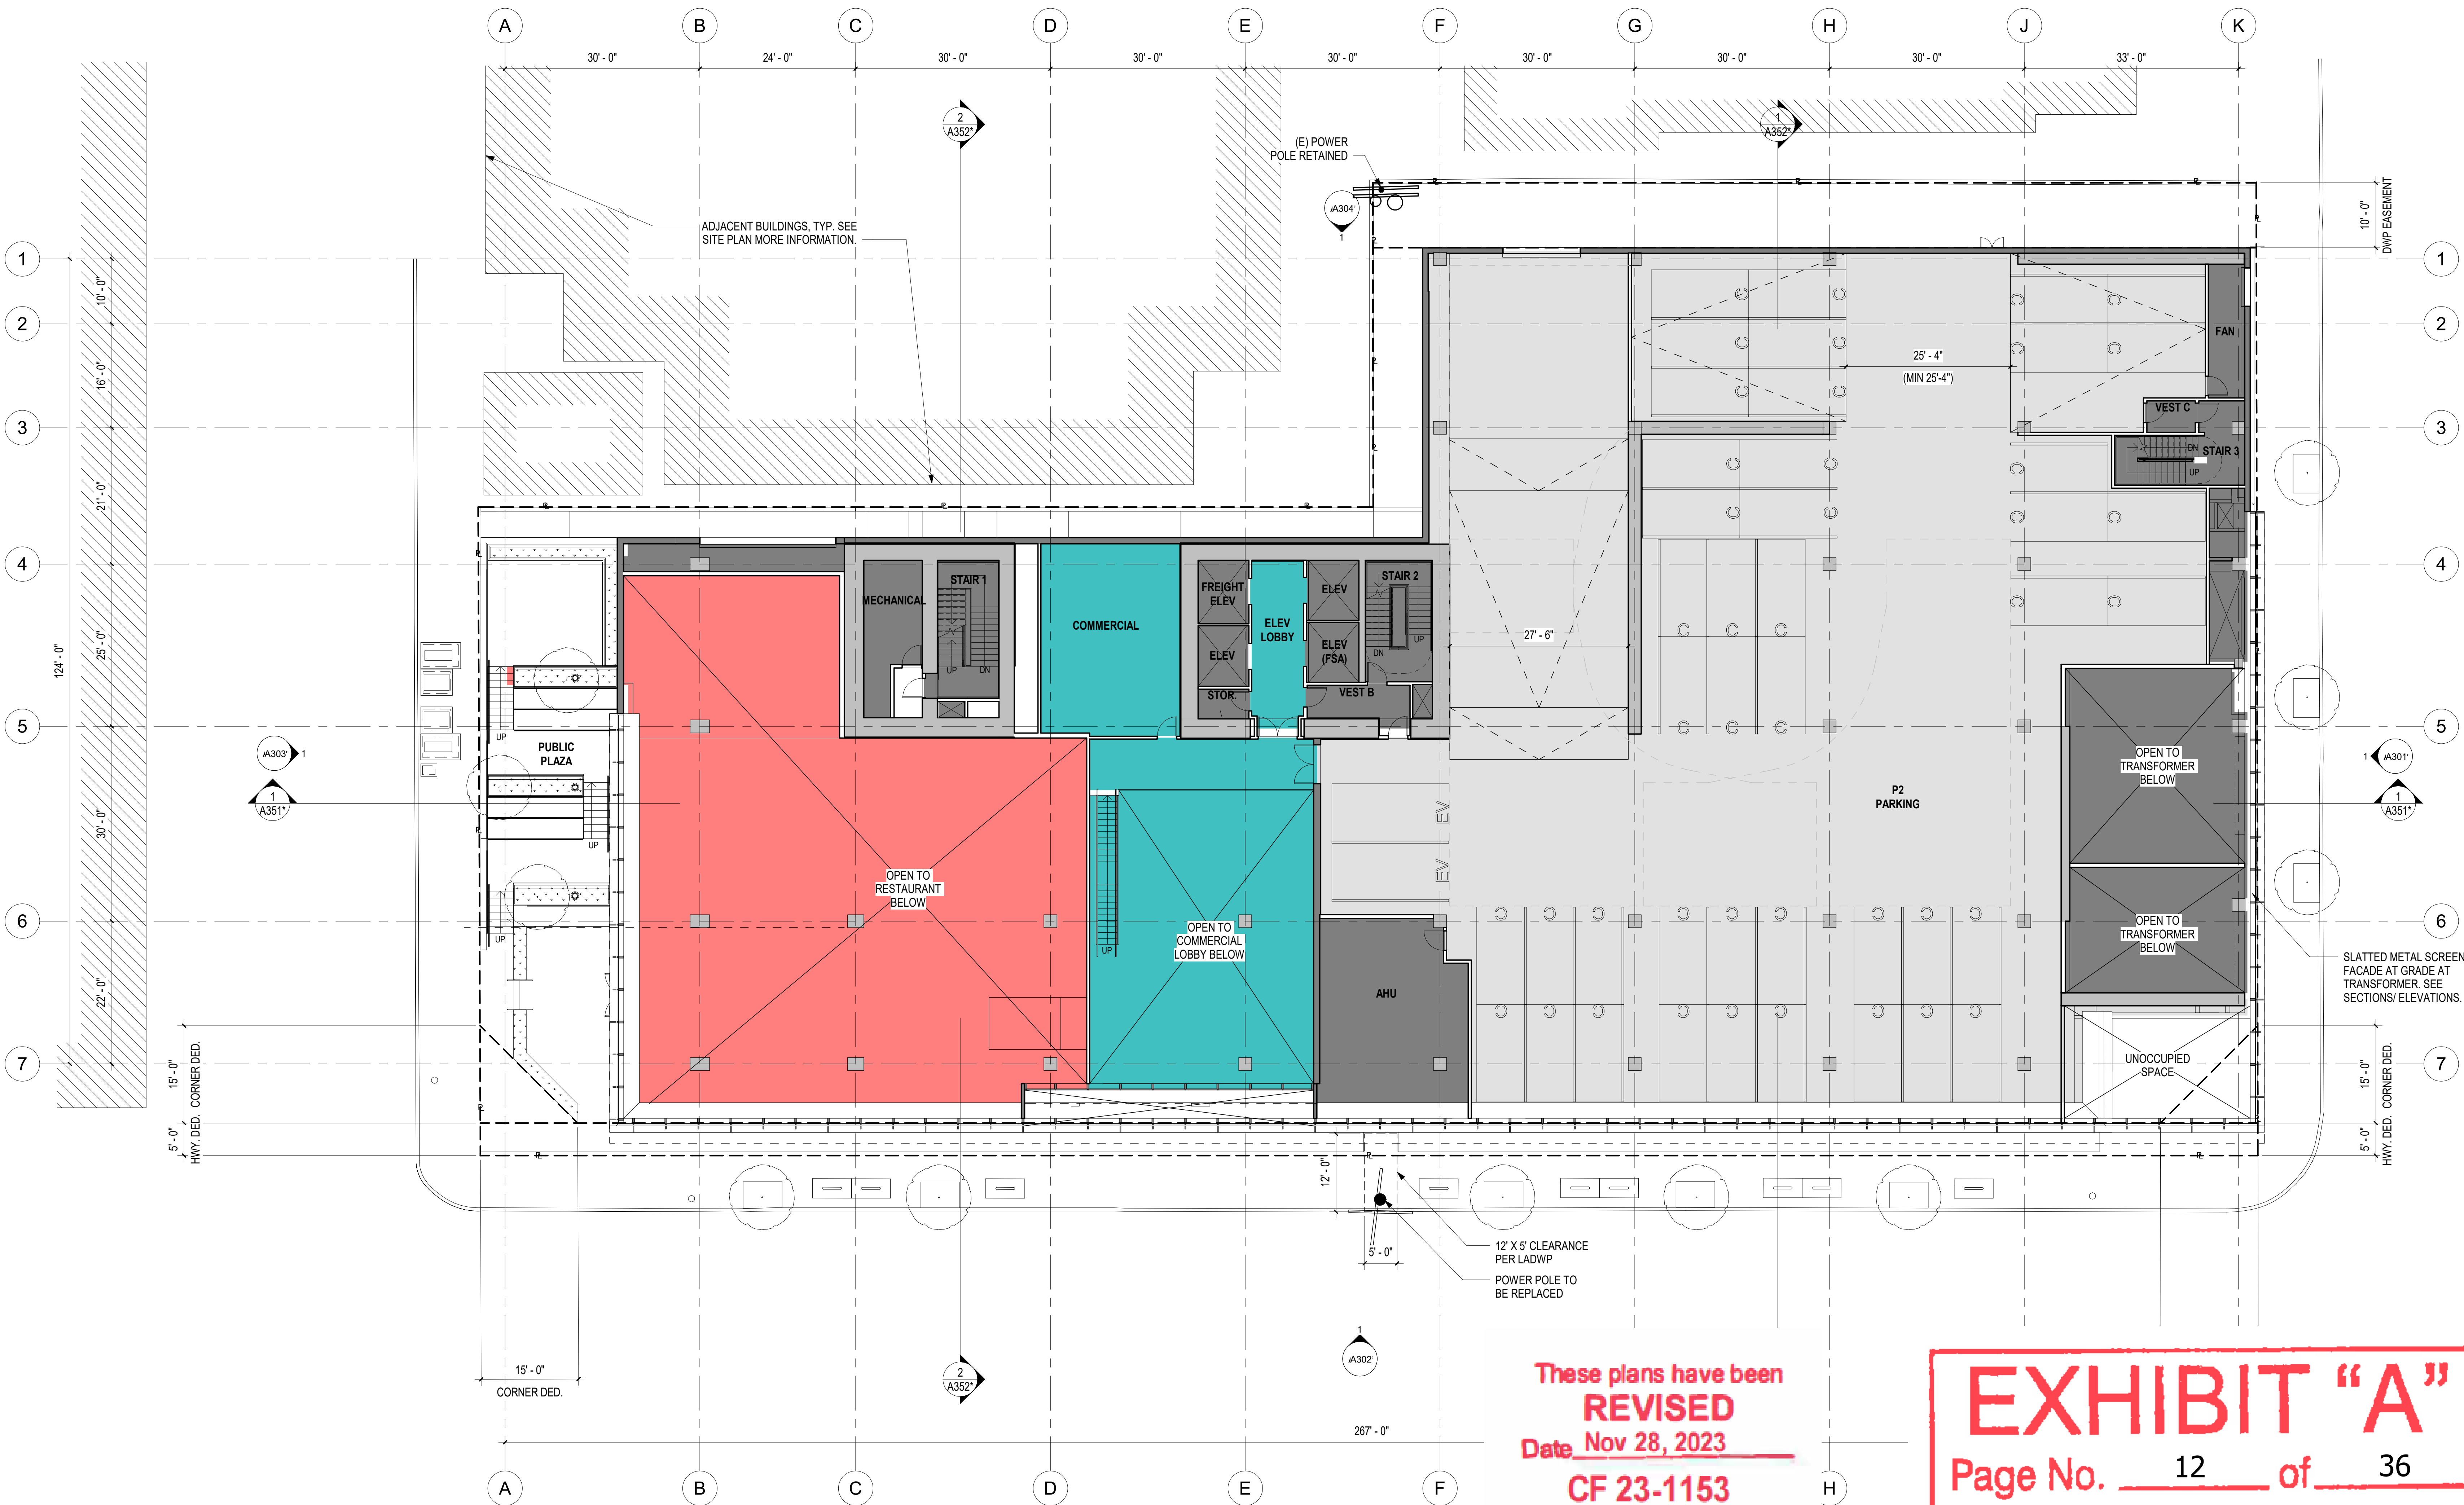 A B C D E F G H J K
30' - 0" 24' - 0" 30' - 0" 30' - 0" 30' - 0" 30' - 0" 30' - 0" 30' - 0" 33' - 0"
2
A352*
1
A352*
(E) POWER
POLE RETAINED
A304'
1
ADJACENT BUILDINGS, TYP. SEE
SITE PLAN MORE INFORMATION.
10' - 0"
DWP EASEMENT
1
2
3
4
5
6
7
124' - 0"
10' - 0"
16' - 0"
21' - 0"
25' - 0"
30' - 0"
22' - 0"
1
2
3
4
5
6
7
25' - 4"
(MIN 25'-4")
FAN
VEST C
DN
STAIR 3
UP
MECHANICAL
STAIR 1
UP
DN
COMMERCIAL
FREIGHT
ELEV
ELEV
ELEV
LOBBY
ELEV
ELEV
(FSA)
STAIR 2
UP
DN
STOR.
VEST B
27' - 6"
UP
PUBLIC
PLAZA
UP
UP
A303'
1
1
A351*
OPEN TO
RESTAURANT
BELOW
UP
OPEN TO
COMMERCIAL
LOBBY BELOW
EV
EV
AHU
P2
PARKING
C C C
C C C
C C C C C C C C C
C C C C C C C C C
OPEN TO
TRANSFORMER
BELOW
OPEN TO
TRANSFORMER
BELOW
UNOCCUPIED
SPACE
1
A301'
1
A351*
SLATTED METAL SCREEN
FACADE AT GRADE AT
TRANSFORMER. SEE
SECTIONS/ ELEVATIONS.
15' - 0"
CORNER DED.
5' - 0"
HWY. DED.
15' - 0"
CORNER DED.
5' - 0"
HWY. DED.
12' - 0"
5' - 0"
12' X 5' CLEARANCE
PER LADWP
POWER POLE TO
BE REPLACED
15' - 0"
CORNER DED.
2
A352*
1
A302'
267' - 0"
A B C D E F H
These plans have been
REVISED
Date Nov 28, 2023
CF 23-1153
EXHIBIT “A”
Page No. 12 of 36